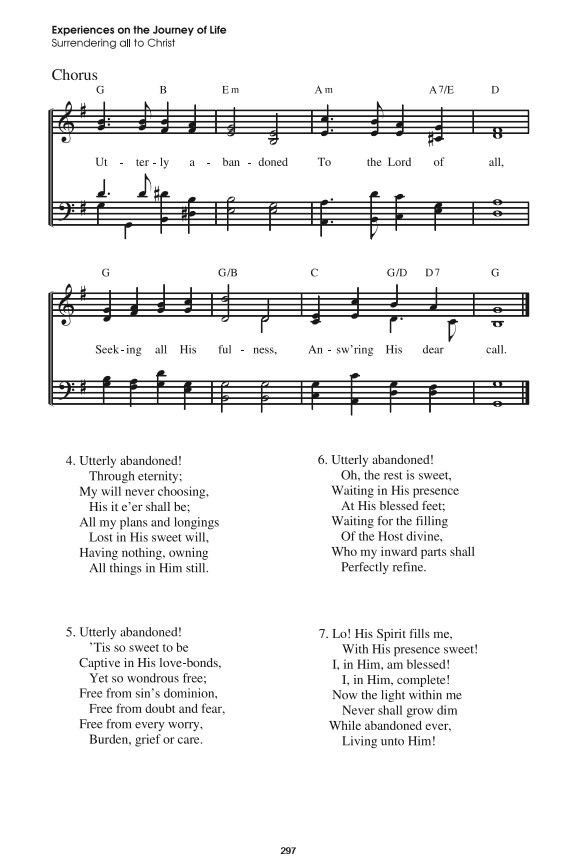 Experiences on the Journey of Life
Surrendering all to Christ
Chorus
G B Em Am A7/E D
Ut - ter - ly a - ban - doned To the Lord of all,
G G/B C G/D D7 G
Seek - ing all His ful - ness, An - sw'ring His dear call.
4. Utterly abandoned!
Through eternity;
My will never choosing,
His it e'er shall be;
All my plans and longings
Lost in His sweet will,
Having nothing, owning
All things in Him still.
5. Utterly abandoned!
'Tis so sweet to be
Captive in His love-bonds,
Yet so wondrous free;
Free from sin's dominion,
Free from doubt and fear,
Free from every worry,
Burden, grief or care.
6. Utterly abandoned!
Oh, the rest is sweet,
Waiting in His presence
At His blessed feet;
Waiting for the filling
Of the Host divine,
Who my inward parts shall
Perfectly refine.
7. Lo! His Spirit fills me,
With His presence sweet!
I, in Him, am blessed!
I, in Him, complete!
Now the light within me
Never shall grow dim
While abandoned ever,
Living unto Him!
297